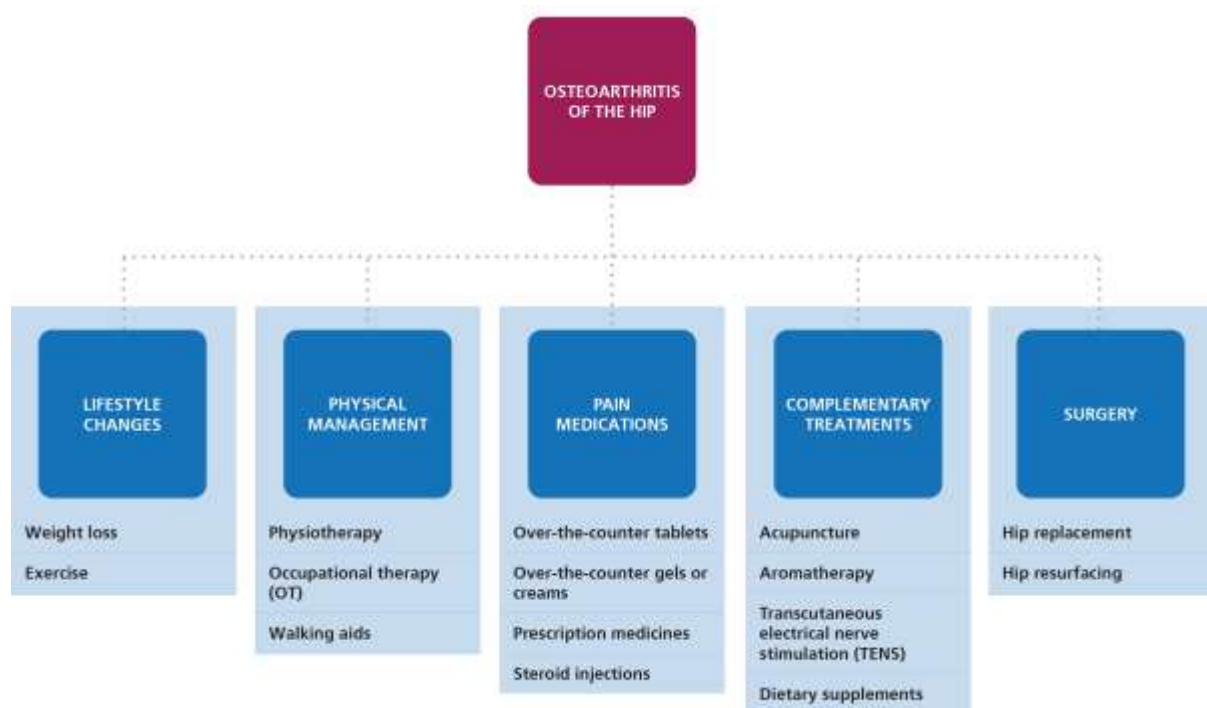 OSTEOARTHRITIS
OF THE HIP
LIFESTYLE
CHANGES
Weight loss
Exercise
PHYSICAL
MANAGEMENT
Physiotherapy
Occupational therapy
(OT)
Walking aids
PAIN
MEDICATIONS
Over-the-counter tablets
Over-the-counter gels or
creams
Prescription medicines
Steroid injections
COMPLEMENTARY
TREATMENTS
Acupuncture
Aromatherapy
Transcutaneous
electrical nerve
stimulation (TENS)
Dietary supplements
SURGERY
Hip replacement
Hip resurfacing